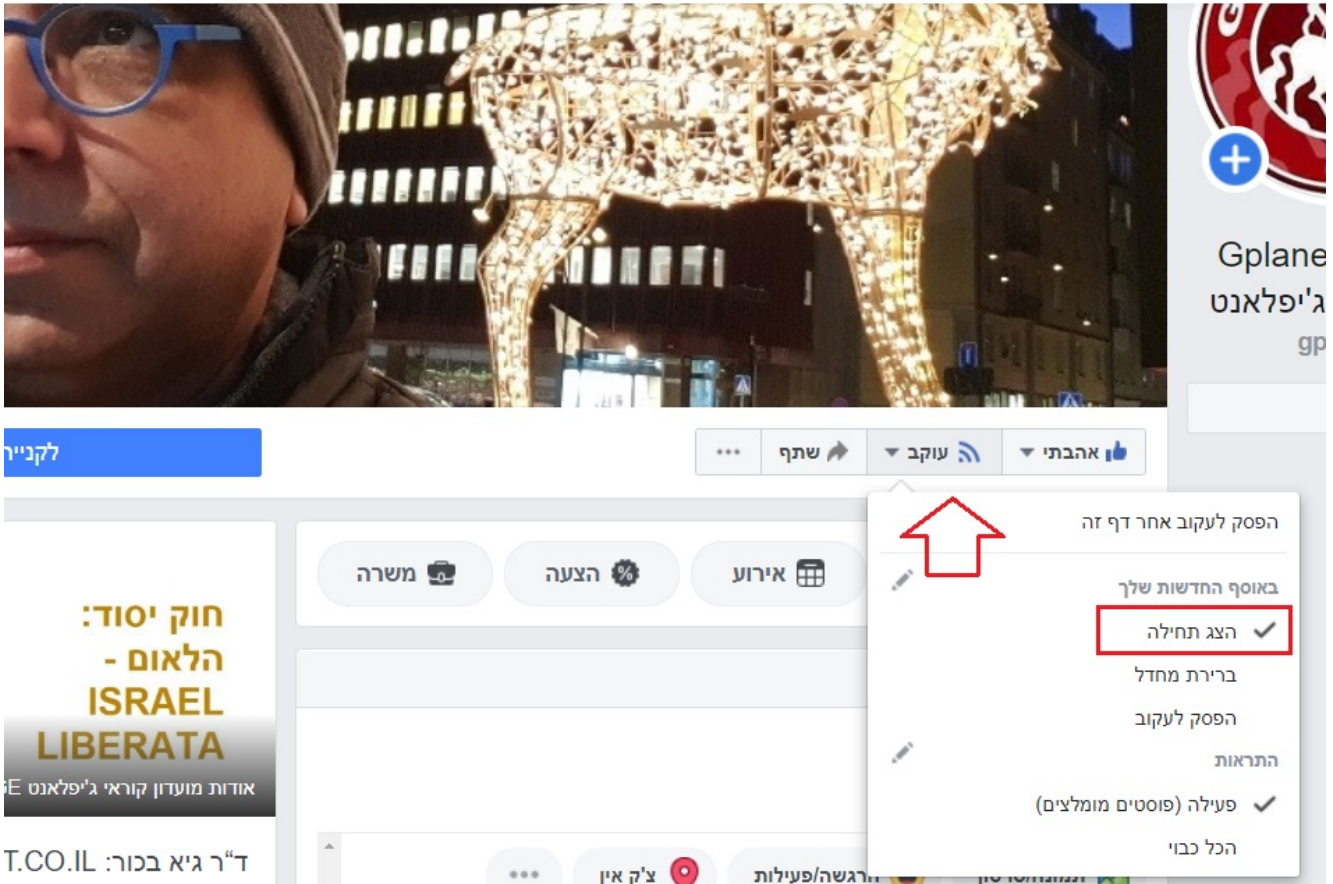 Gplane
ג'יפלאנט
gp
אהבתי
עוקב
שתף
הפסק לעקוב אחר דף זה
באוסף החדשות שלך
הצג תחילה
ברירת מחדל
הפסק לעקוב
התראות
פעילה (פוסטים מומלצים)
הכל כבוי
אירוע
הצעה
משרה
צ'ק אין
הרגשה/פעילות
חוק יסוד:
הלאום -
ISRAEL
LIBERATA
אודות מועדון קוראי ג'יפלאנט
ד"ר גיא בכור: T.CO.IL